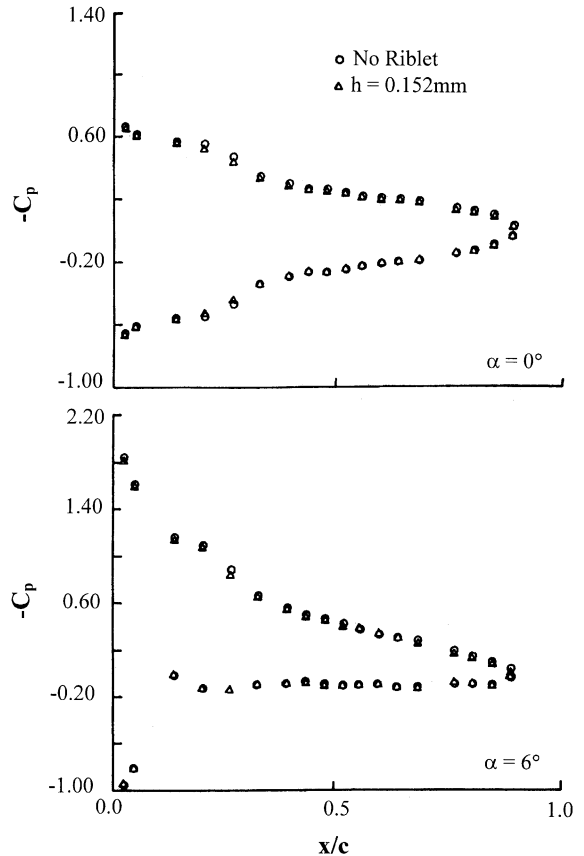 1.40
No Riblet
h = 0.152mm
0.60
-Cp
-0.20
α = 0°
-1.00
2.20
1.40
-Cp
0.60
-0.20
α = 6°
-1.00
0.0 0.5 1.0
x/c